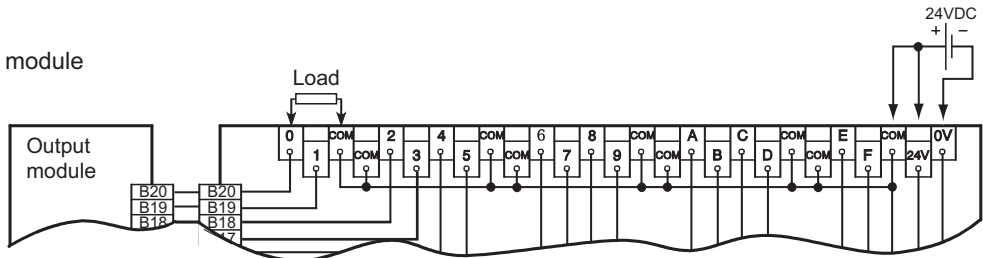 24VDC
+ −
module
Load
0 COM 2 4 COM 6 8 COM A C COM E COM 0V
1 COM 3 5 COM 7 9 COM B D COM F 24V
Output
module
B20 B20
B19 B19
B18 B18
17